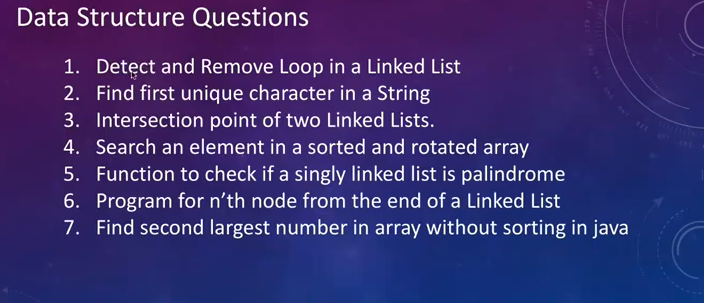 Data Structure Questions
1. Detect and Remove Loop in a Linked List
2. Find first unique character in a String
3. Intersection point of two Linked Lists.
4. Search an element in a sorted and rotated array
5. Function to check if a singly linked list is palindrome
6. Program for n'th node from the end of a Linked List
7. Find second largest number in array without sorting in java